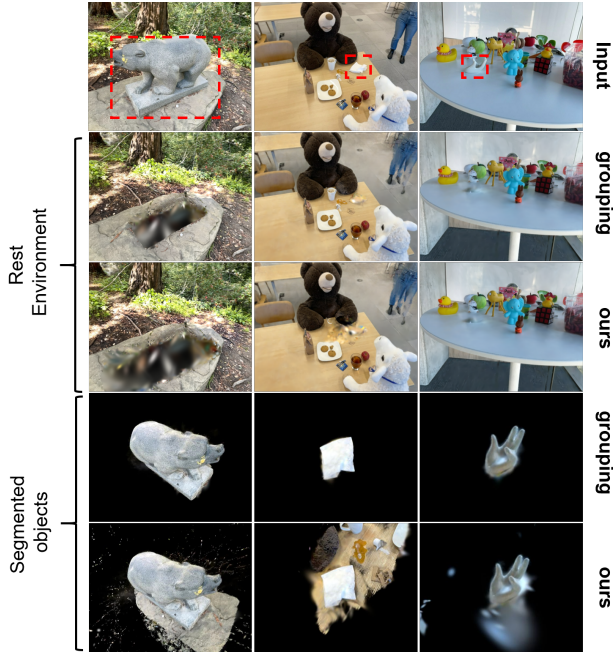 Input
grouping
Rest
Environment
ours
grouping
Segmented
objects
ours